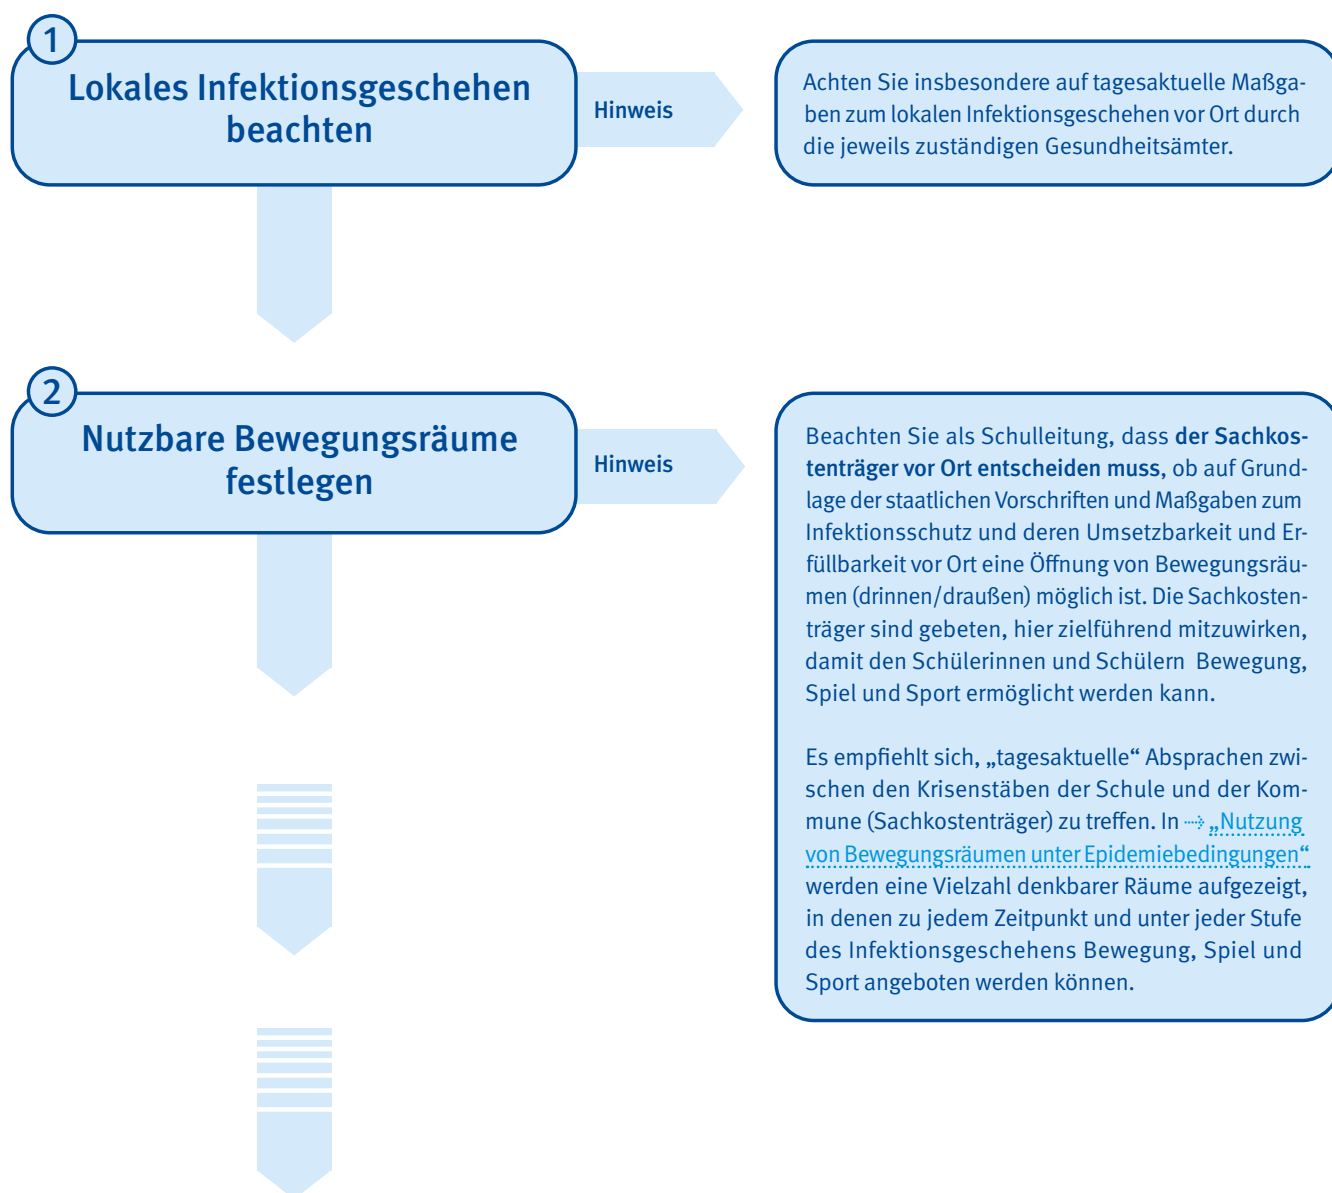 1
Lokales Infektionsgeschehen
beachten
Hinweis
Achten Sie insbesondere auf tagesaktuelle Maßga-
ben zum lokalen Infektionsgeschehen vor Ort durch
die jeweils zuständigen Gesundheitsämter.
2
Nutzbare Bewegungsräume
festlegen
Hinweis
Beachten Sie als Schulleitung, dass der Sachkos-
tenträger vor Ort entscheiden muss, ob auf Grund-
lage der staatlichen Vorschriften und Maßgaben zum
Infektionsschutz und deren Umsetzbarkeit und Er-
füllbarkeit vor Ort eine Öffnung von Bewegungsräu-
men (drinnen/draußen) möglich ist. Die Sachkosten-
träger sind gebeten, hier zielführend mitzuwirken,
damit den Schülerinnen und Schülern Bewegung,
Spiel und Sport ermöglicht werden kann.
Es empfiehlt sich, „tagesaktuelle“ Absprachen zwi-
schen den Krisenstäben der Schule und der Kom-
mune (Sachkostenträger) zu treffen. In „Nutzung
von Bewegungsräumen unter Epidemiebedingungen“
werden eine Vielzahl denkbarer Räume aufgezeigt,
in denen zu jedem Zeitpunkt und unter jeder Stufe
des Infektionsgeschehens Bewegung, Spiel und
Sport angeboten werden können.